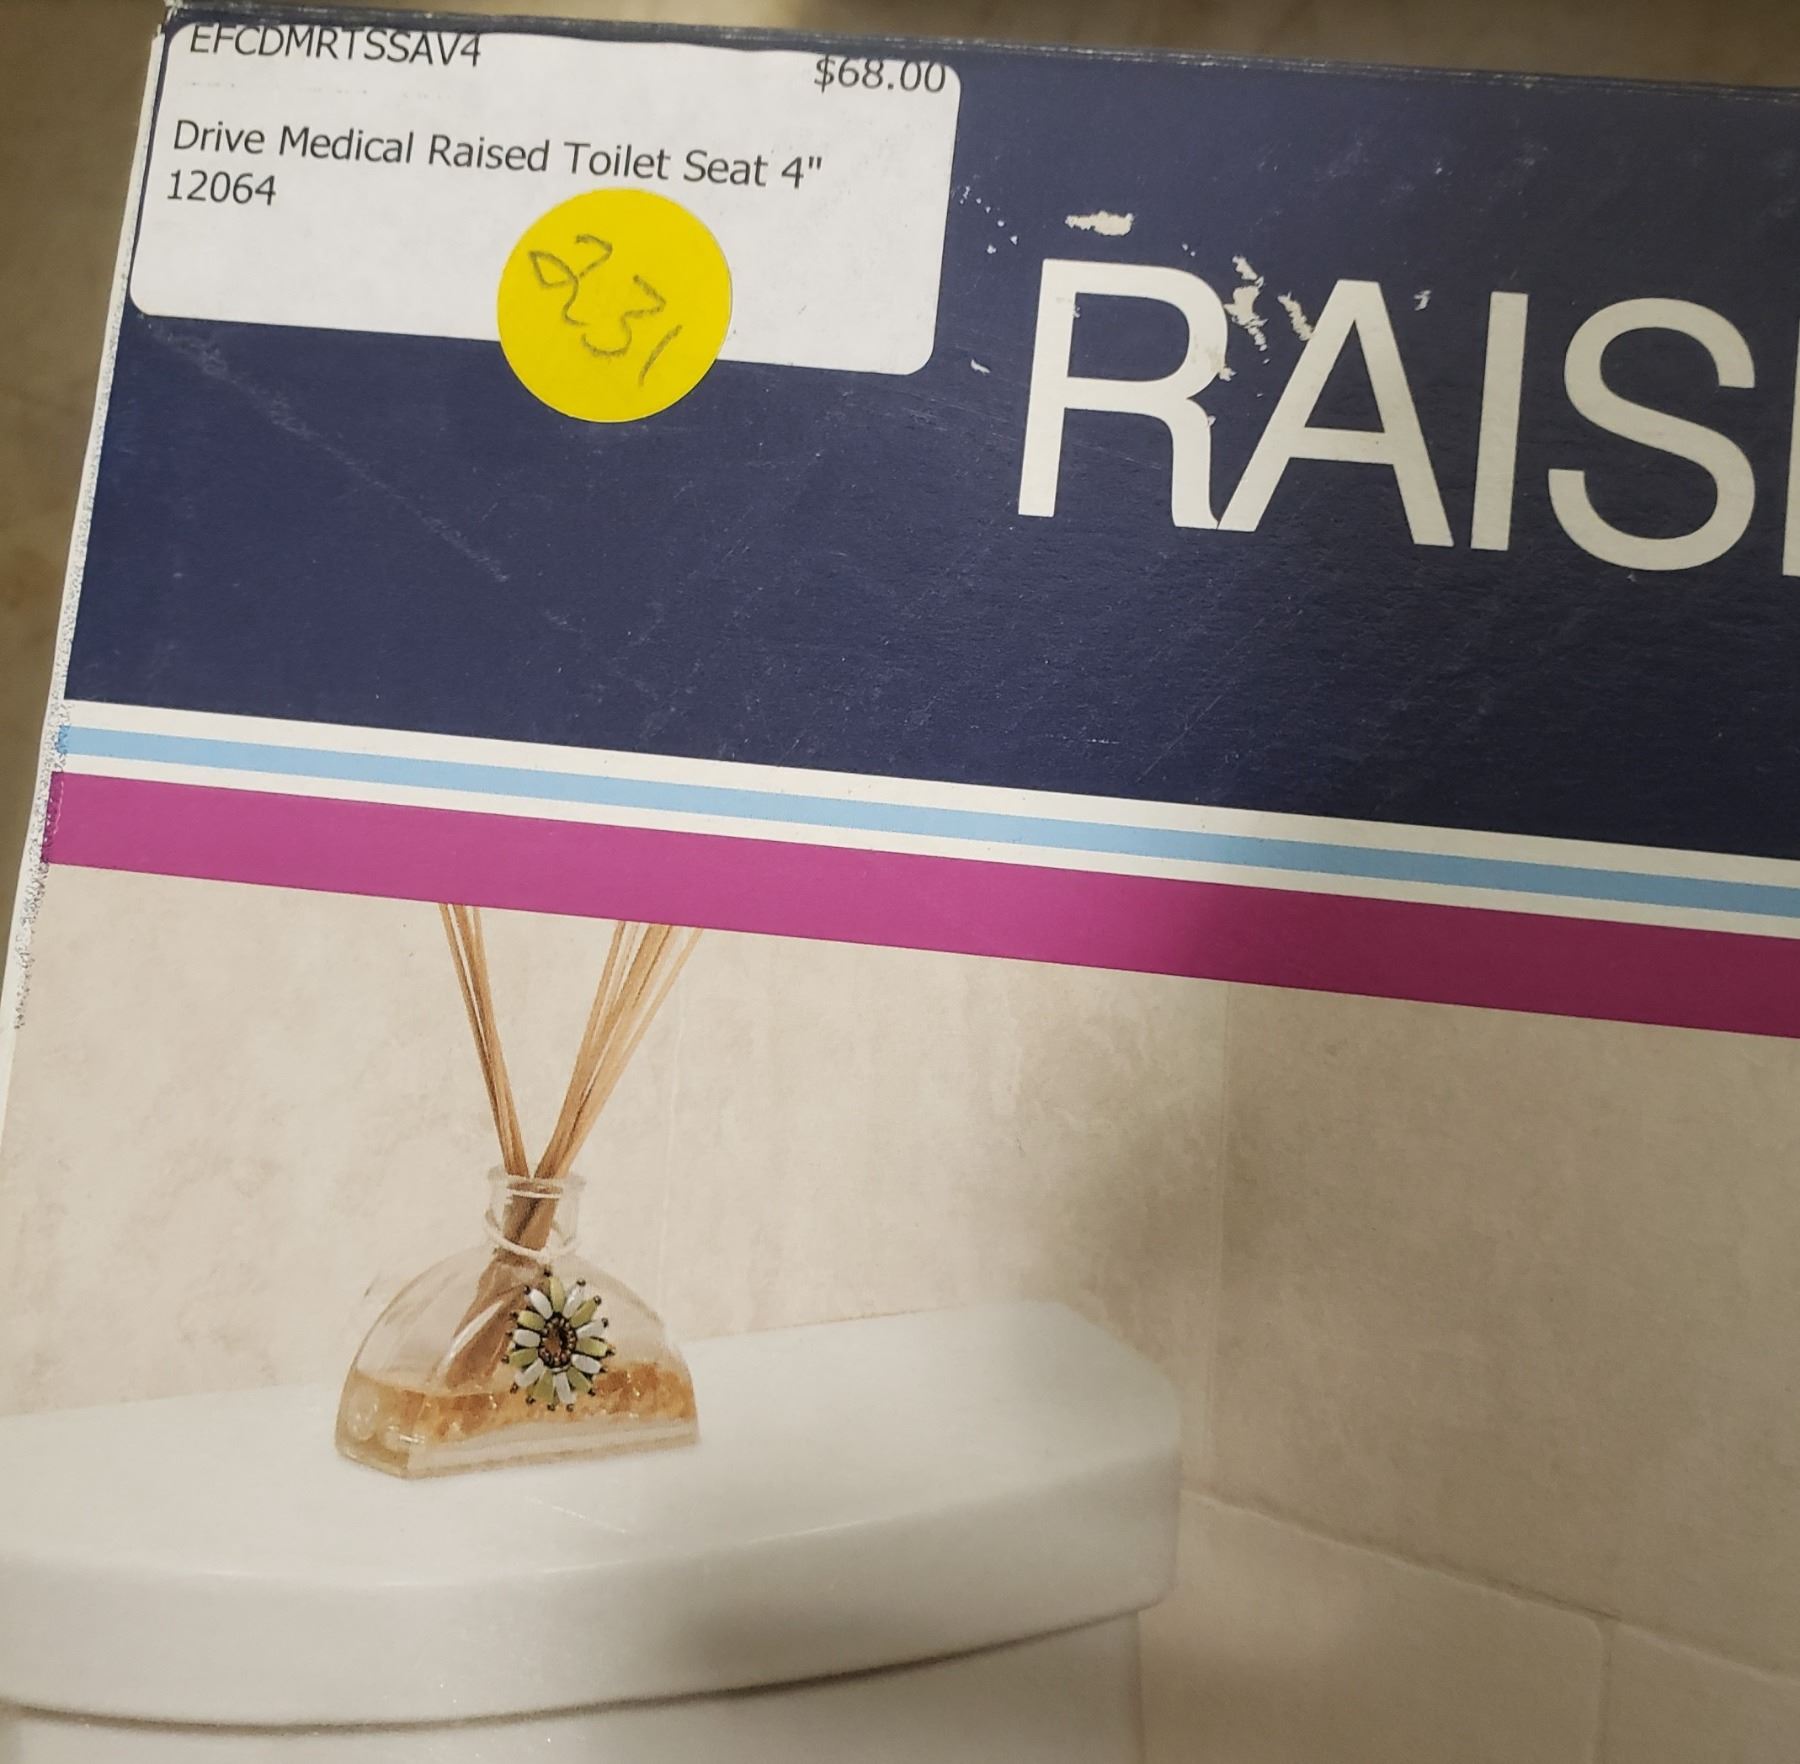 EFCDMRTSSAV4
$68.00
Drive Medical Raised Toilet Seat 4"
12064
231
RAIS